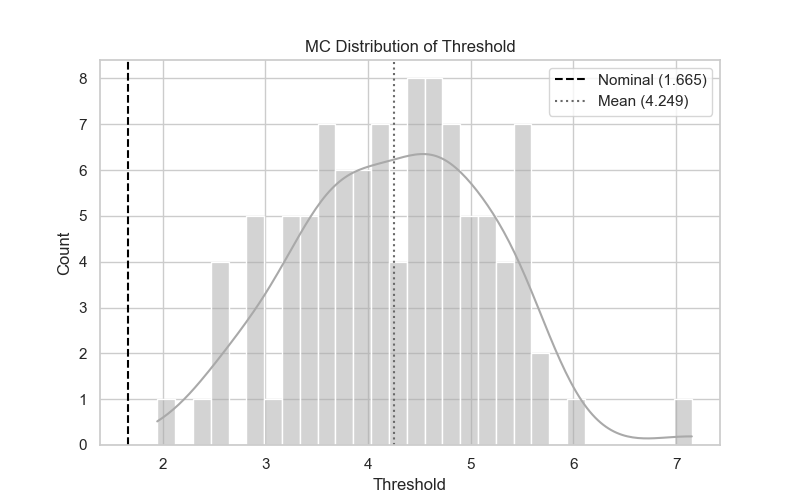 MC Distribution of Threshold
Nominal (1.665)
Mean (4.249)
8
7
6
5
4
3
2
1
0
Count
2 3 4 5 6 7
Threshold